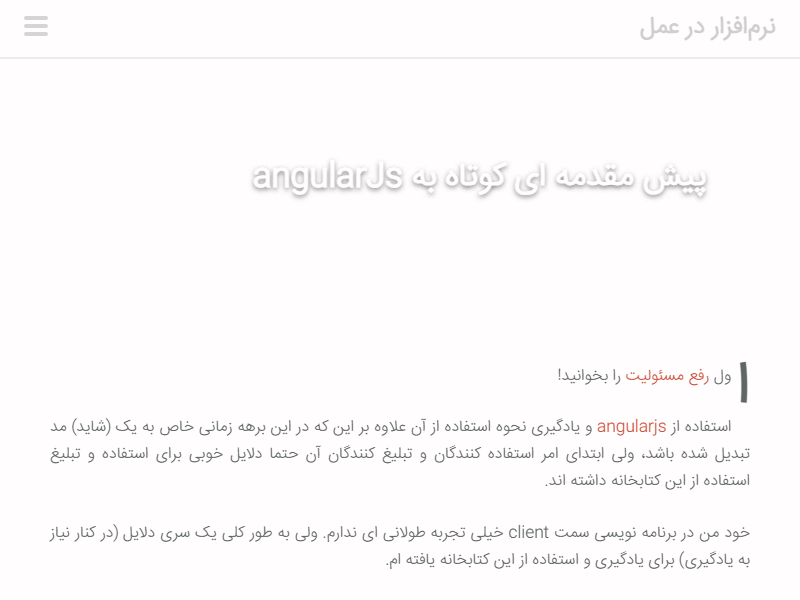 نرم‌افزار در عمل
پیش مقدمه ای کوتاه به angularJs
ول رفع مسئولیت را بخوانید!
استفاده از angularjs و یادگیری نحوه استفاده از آن علاوه بر این که در این برهه زمانی خاص به یک (شاید) مد
تبدیل شده باشد، ولی ابتدای امر استفاده کنندگان و تبلیغ کنندگان آن حتما دلایل خوبی برای استفاده و تبلیغ
استفاده از این کتابخانه داشته اند.
خود من در برنامه نویسی سمت client خیلی تجربه طولانی ای ندارم. ولی به طور کلی یک سری دلایل (در کنار نیاز
به یادگیری) برای یادگیری و استفاده از این کتابخانه یافته ام.